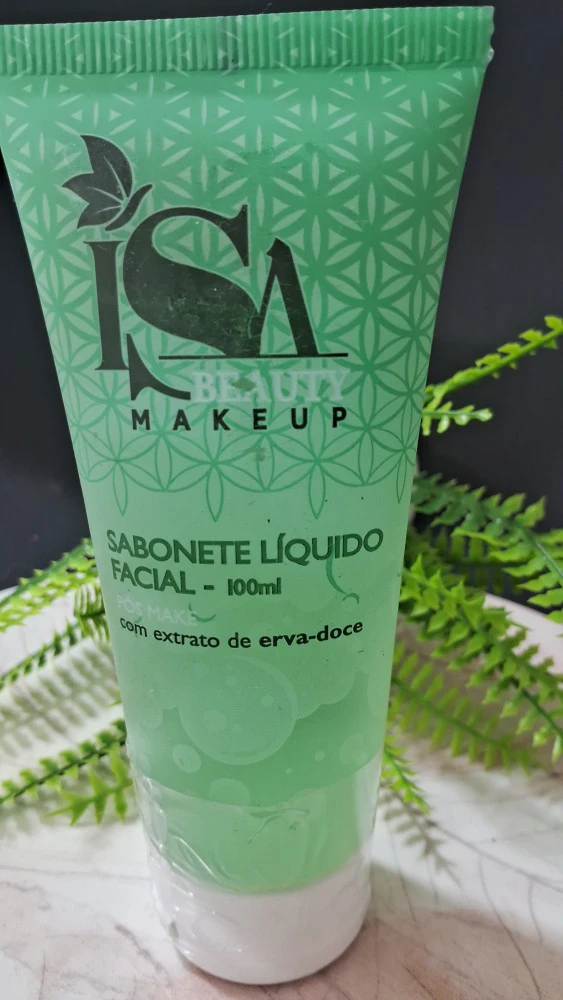 ISA
BEAUTY
MAKEUP
SABONETE LÍQUIDO
FACIAL - 100ml
PÓS MAKE
com extrato de erva-doce